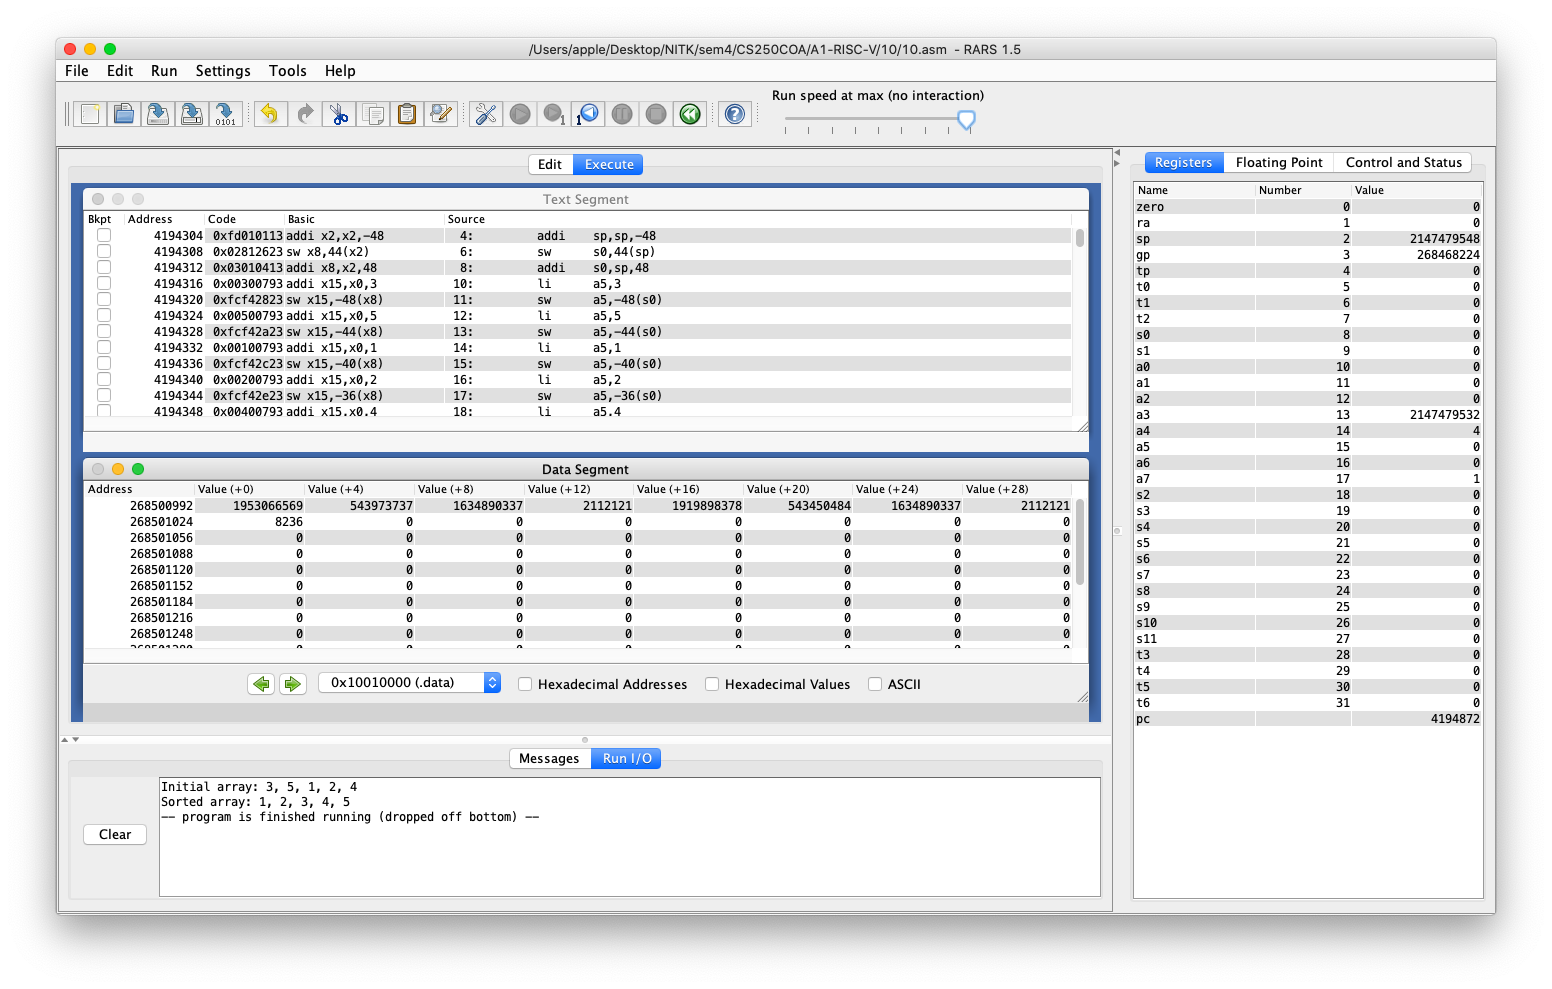 /Users/apple/Desktop/NITK/sem4/CS250COA/A1-RISC-V/10/10.asm - RARS 1.5
File Edit Run Settings Tools Help
Run speed at max (no interaction)
0101
1
1
Edit Execute
Text Segment
Bkpt Address Code Basic Source
4194304 0xfd010113 addi x2,x2,-48 4: addi sp,sp,-48
4194308 0x02812623 sw x8,44(x2) 6: sw s0,44(sp)
4194312 0x03010413 addi x8,x2,48 8: addi s0,sp,48
4194316 0x00300793 addi x15,x0,3 10: li a5,3
4194320 0xfcf42823 sw x15,-48(x8) 11: sw a5,-48(s0)
4194324 0x00500793 addi x15,x0,5 12: li a5,5
4194328 0xfcf42a23 sw x15,-44(x8) 13: sw a5,-44(s0)
4194332 0x00100793 addi x15,x0,1 14: li a5,1
4194336 0xfcf42c23 sw x15,-40(x8) 15: sw a5,-40(s0)
4194340 0x00200793 addi x15,x0,2 16: li a5,2
4194344 0xfcf42e23 sw x15,-36(x8) 17: sw a5,-36(s0)
4194348 0x00400793 addi x15,x0,4 18: li a5,4
Data Segment
Address Value (+0) Value (+4) Value (+8) Value (+12) Value (+16) Value (+20) Value (+24) Value (+28)
268500992 1953066569 543973737 1634890337 2112121 1919898378 543450484 1634890337 2112121
268501024 8236 0 0 0 0 0 0 0
268501056 0 0 0 0 0 0 0 0
268501088 0 0 0 0 0 0 0 0
268501120 0 0 0 0 0 0 0 0
268501152 0 0 0 0 0 0 0 0
268501184 0 0 0 0 0 0 0 0
268501216 0 0 0 0 0 0 0 0
268501248 0 0 0 0 0 0 0 0
0x10010000 (.data) Hexadecimal Addresses Hexadecimal Values ASCII
Messages Run I/O
Clear
Initial array: 3, 5, 1, 2, 4
Sorted array: 1, 2, 3, 4, 5
-- program is finished running (dropped off bottom) --
Registers Floating Point Control and Status
Name Number Value
zero 0 0
ra 1 0
sp 2 2147479548
gp 3 268468224
tp 4 0
t0 5 0
t1 6 0
t2 7 0
s0 8 0
s1 9 0
a0 10 0
a1 11 0
a2 12 0
a3 13 2147479532
a4 14 4
a5 15 0
a6 16 0
a7 17 1
s2 18 0
s3 19 0
s4 20 0
s5 21 0
s6 22 0
s7 23 0
s8 24 0
s9 25 0
s10 26 0
s11 27 0
t3 28 0
t4 29 0
t5 30 0
t6 31 0
pc 4194872